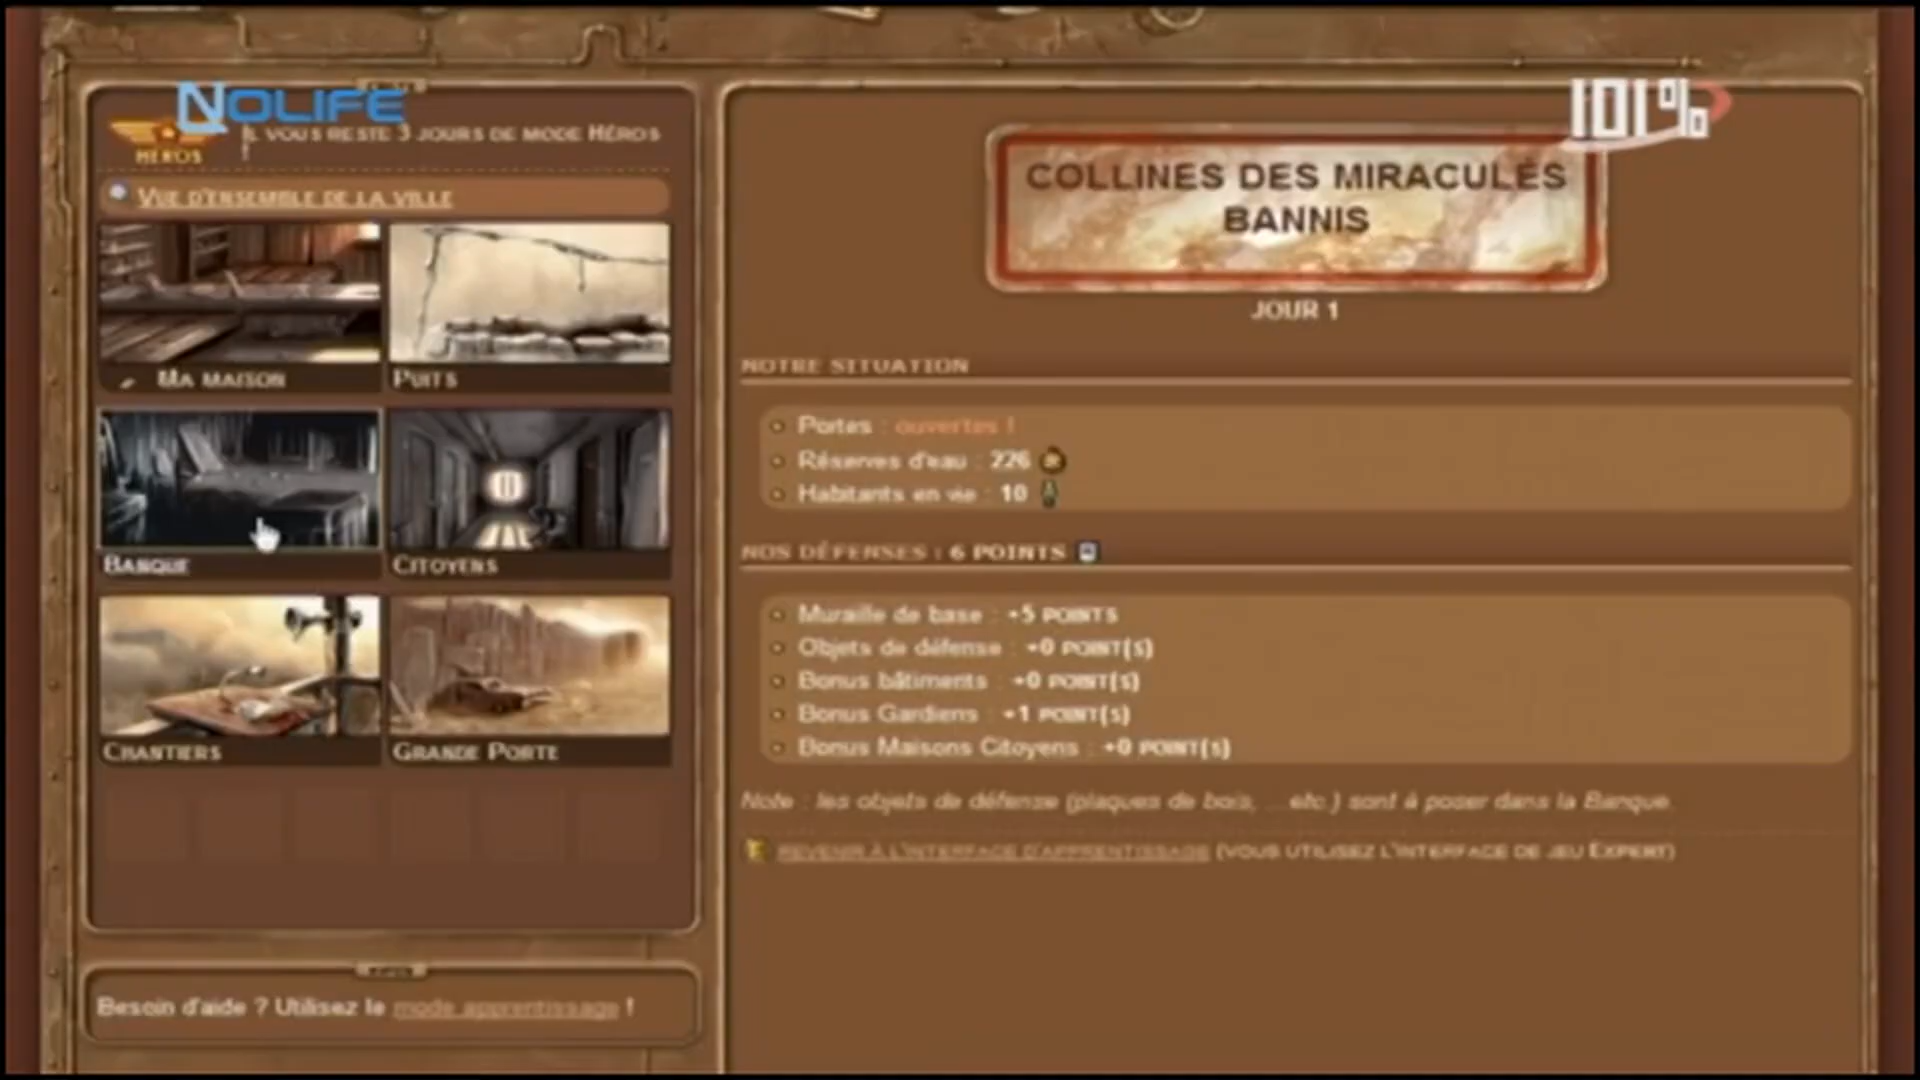 NOLIFE
101%
HÉROS
IL VOUS RESTE 3 JOURS DE MODE HÉROS
!
VUE D'ENSEMBLE DE LA VILLE
MA MAISON
PUITS
BANQUE
CITOYENS
CHANTIERS
GRANDE PORTE
Besoin d'aide ? Utilisez le mode apprentissage !
COLLINES DES MIRACULÉS
BANNIS
JOUR 1
NOTRE SITUATION
Portes : ouvertes !
Réserves d'eau : 226
Habitants en vie : 10
NOS DÉFENSES : 6 POINTS
Muraille de base : +5 POINTS
Objets de défense : +0 POINT(S)
Bonus bâtiments : +0 POINT(S)
Bonus Gardiens : +1 POINT(S)
Bonus Maisons Citoyens : +0 POINT(S)
Note : les objets de défense (plaques de bois, ... etc.) sont à poser dans la Banque.
REVENIR À L'INTERFACE D'APPRENTISSAGE (VOUS UTILISEZ L'INTERFACE DE JEU EXPERT)